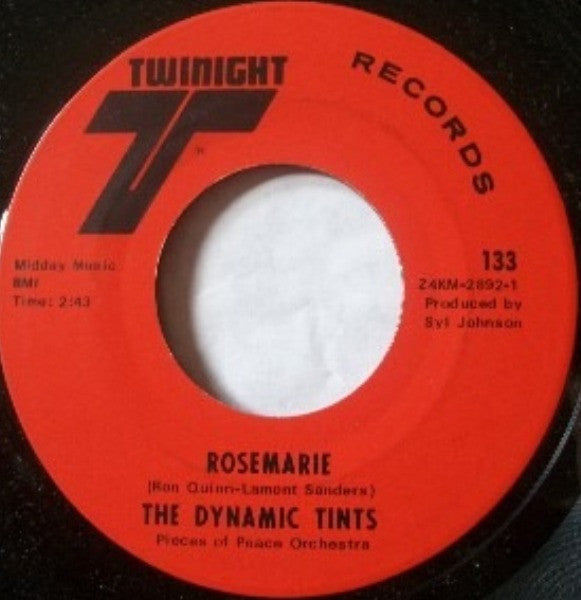 TWINIGHT
RECORDS
Midday Music
BMI
Time: 2:43
133
Z4KM-2892-1
Produced by
Syl Johnson
ROSEMARIE
(Ron Quinn-Lamont Sanders)
THE DYNAMIC TINTS
Pieces of Peace Orchestra